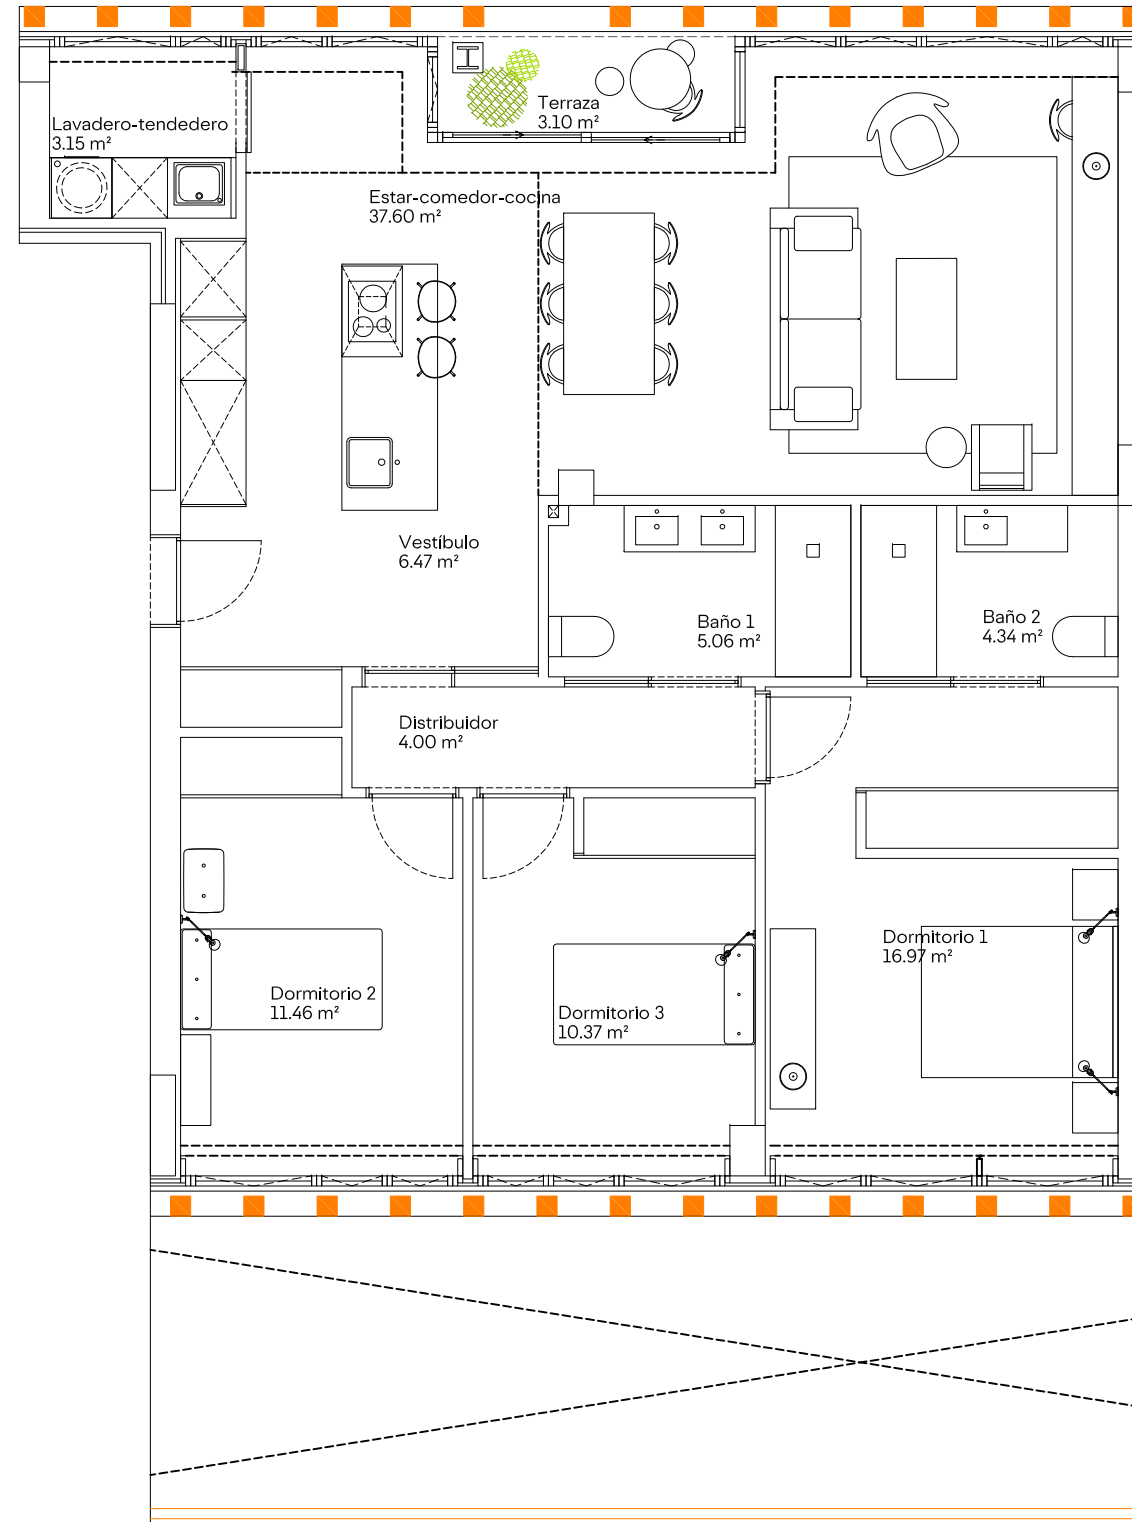 Terraza
3.10 m²
Lavadero-tendedero
3.15 m²
Estar-comedor-cocina
37.60 m²
Vestíbulo
6.47 m²
Baño 1
5.06 m²
Baño 2
4.34 m²
Distribuidor
4.00 m²
Dormitorio 1
16.97 m²
Dormitorio 2
11.46 m²
Dormitorio 3
10.37 m²